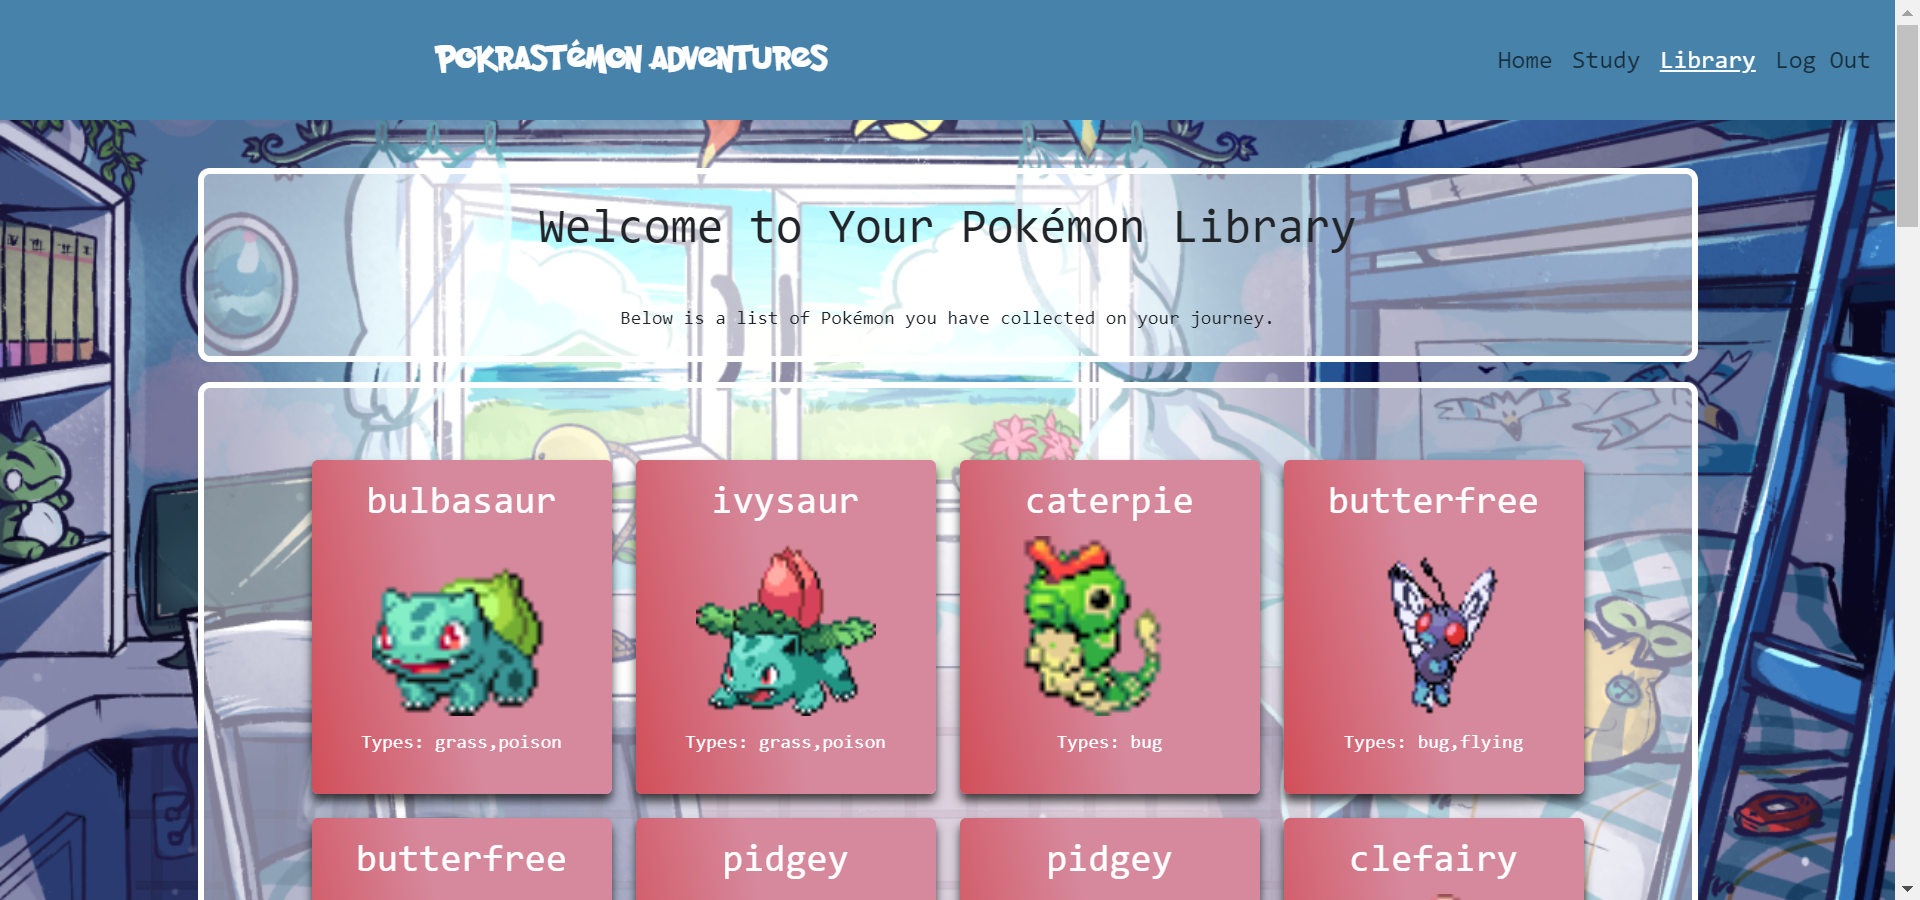 POKRASTéMON ADVENTURES
Home Study Library Log Out
Welcome to Your Pokémon Library
Below is a list of Pokémon you have collected on your journey.
bulbasaur ivysaur caterpie butterfree
Types: grass,poison Types: grass,poison Types: bug Types: bug,flying
butterfree pidgey pidgey clefairy